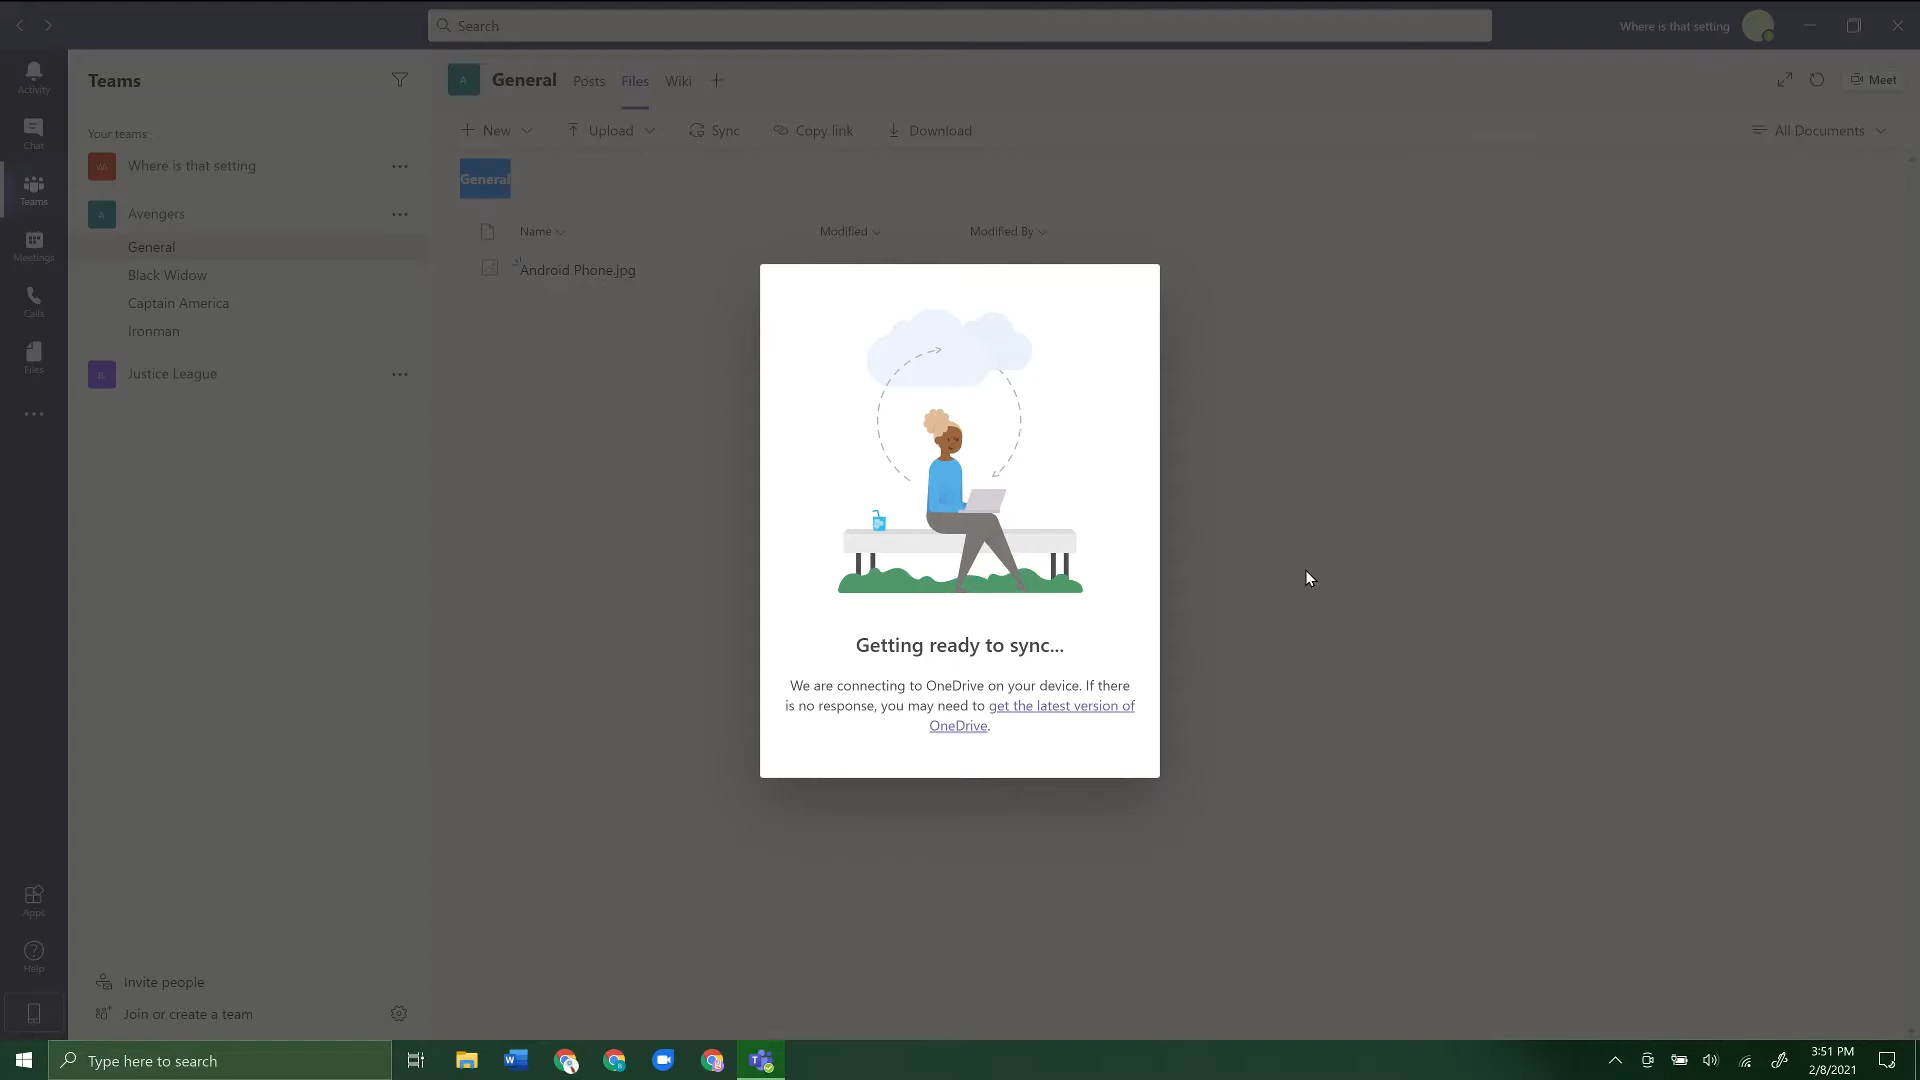 Search
Where is that setting
Activity
Chat
Teams
Meetings
Calls
Files
Apps
Help
Teams
Your teams
Wi Where is that setting
A Avengers
General
Black Widow
Captain America
Ironman
JL Justice League
Invite people
Join or create a team
A General Posts Files Wiki
Meet
New Upload Sync Copy link Download
All Documents
General
Name Modified Modified By
Android Phone.jpg
Getting ready to sync...
We are connecting to OneDrive on your device. If there
is no response, you may need to get the latest version of
OneDrive.
Type here to search
3:51 PM
2/8/2021